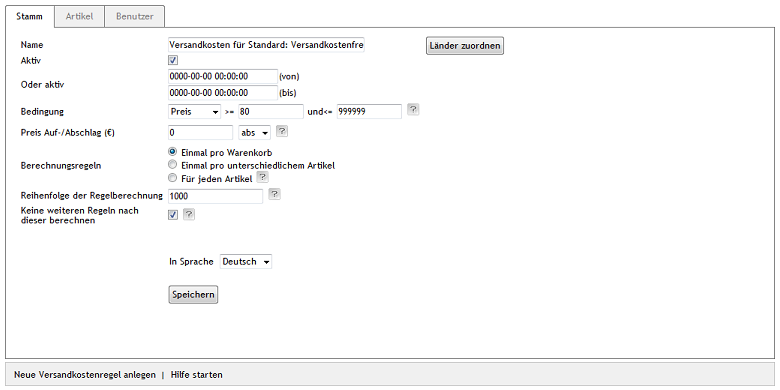 Stamm Artikel Benutzer
Name Versandkosten für Standard: Versandkostenfre Länder zuordnen
Aktiv
Oder aktiv
0000-00-00 00:00:00 (von)
0000-00-00 00:00:00 (bis)
Bedingung Preis >= 80 und<= 999999 ?
Preis Auf-/Abschlag (€) 0 abs ?
Berechnungsregeln
Einmal pro Warenkorb
Einmal pro unterschiedlichem Artikel
Für jeden Artikel ?
Reihenfolge der Regelberechnung 1000 ?
Keine weiteren Regeln nach
dieser berechnen ?
In Sprache Deutsch
Speichern
Neue Versandkostenregel anlegen | Hilfe starten